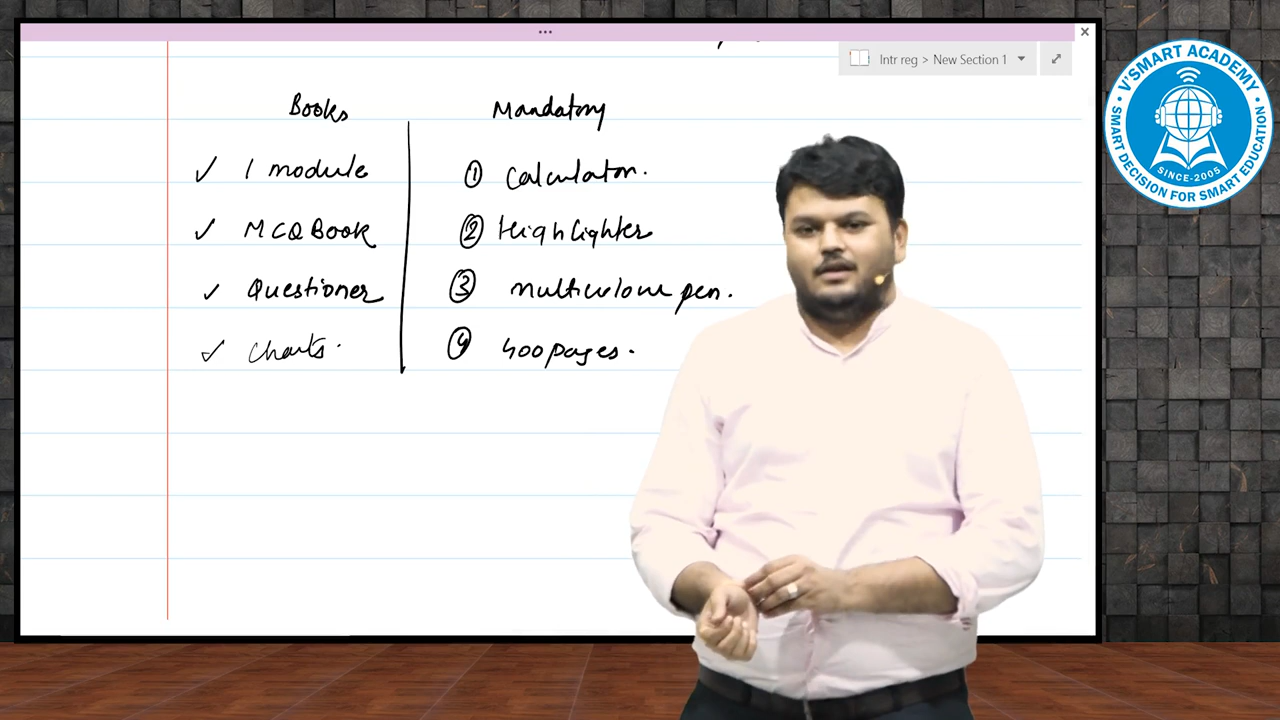 Intr reg > New Section 1
Books
Mandatory
✓ 1 module
① Calculator.
✓ MCQ Book
② Highlighter
✓ Questioner
③ multicolour pen.
✓ Charts.
④ 400 pages.
V'SMART ACADEMY
SINCE-2005
SMART DECISION FOR SMART EDUCATION